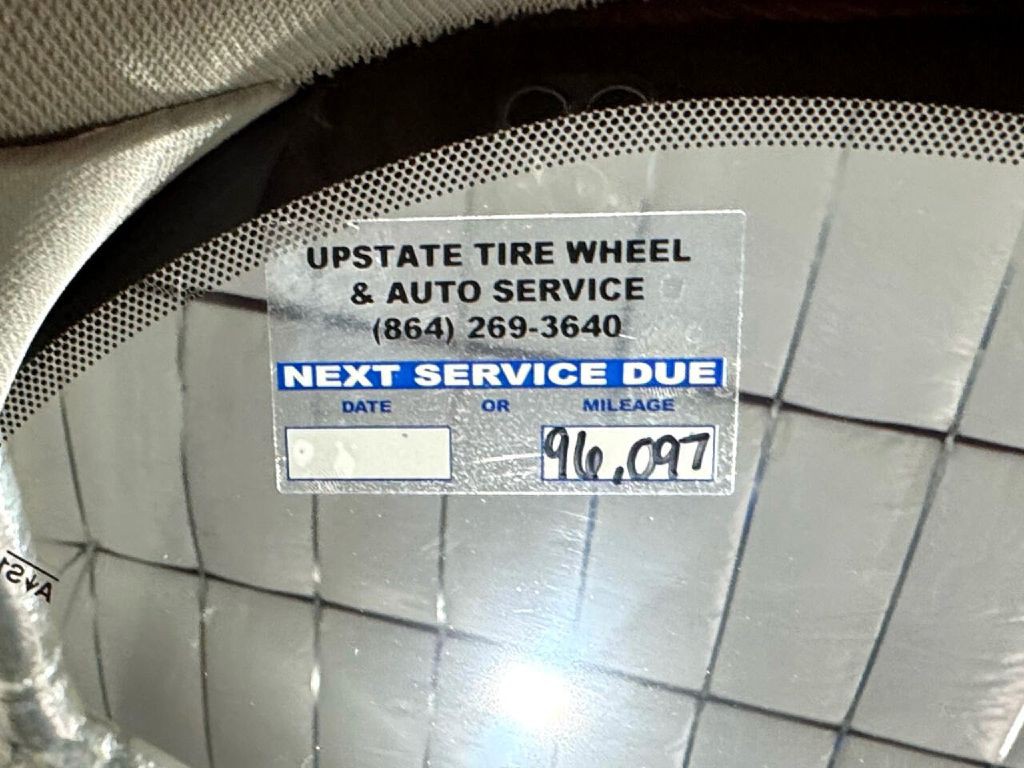 UPSTATE TIRE WHEEL
& AUTO SERVICE
(864) 269-3640
NEXT SERVICE DUE
DATE OR MILEAGE
96,097